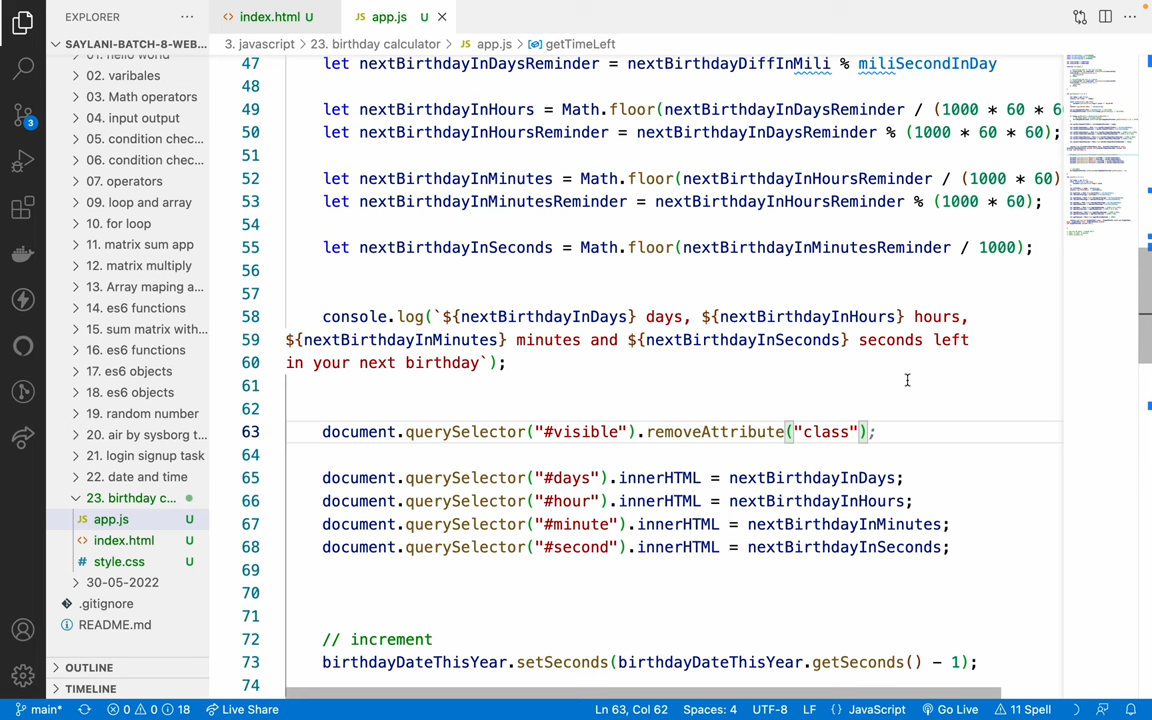 EXPLORER
index.html U
JS app.js U
SAYLANI-BATCH-8-WEB...
3. javascript > 23. birthday calculator > JS app.js > getTimeLeft
01. hello world
02. varibales
03. Math operators
04. input output
05. condition chec...
06. condition chec...
07. operators
09. loop and array
10. for loop
11. matrix sum app
12. matrix multiply
13. Array maping a...
14. es6 functions
15. sum matrix with...
16. es6 functions
17. es6 objects
18. es6 objects
19. random number
20. air by sysborg t...
21. login signup task
22. date and time
23. birthday c...
JS app.js U
index.html U
# style.css U
30-05-2022
.gitignore
README.md
OUTLINE
TIMELINE
3
47 let nextBirthdayInDaysReminder = nextBirthdayDiffInMili % miliSecondInDay
48
49 let nextBirthdayInHours = Math.floor(nextBirthdayInDaysReminder / (1000 * 60 * 6
50 let nextBirthdayInHoursReminder = nextBirthdayInDaysReminder % (1000 * 60 * 60);
51
52 let nextBirthdayInMinutes = Math.floor(nextBirthdayInHoursReminder / (1000 * 60)
53 let nextBirthdayInMinutesReminder = nextBirthdayInHoursReminder % (1000 * 60);
54
55 let nextBirthdayInSeconds = Math.floor(nextBirthdayInMinutesReminder / 1000);
56
57
58 console.log(`${nextBirthdayInDays} days, ${nextBirthdayInHours} hours,
59 ${nextBirthdayInMinutes} minutes and ${nextBirthdayInSeconds} seconds left
60 in your next birthday`);
61
62
63 document.querySelector("#visible").removeAttribute("class");
64
65 document.querySelector("#days").innerHTML = nextBirthdayInDays;
66 document.querySelector("#hour").innerHTML = nextBirthdayInHours;
67 document.querySelector("#minute").innerHTML = nextBirthdayInMinutes;
68 document.querySelector("#second").innerHTML = nextBirthdayInSeconds;
69
70
71
72 // increment
73 birthdayDateThisYear.setSeconds(birthdayDateThisYear.getSeconds() - 1);
74
main* 0 0 18 Live Share Ln 63, Col 62 Spaces: 4 UTF-8 LF {} JavaScript Go Live 11 Spell